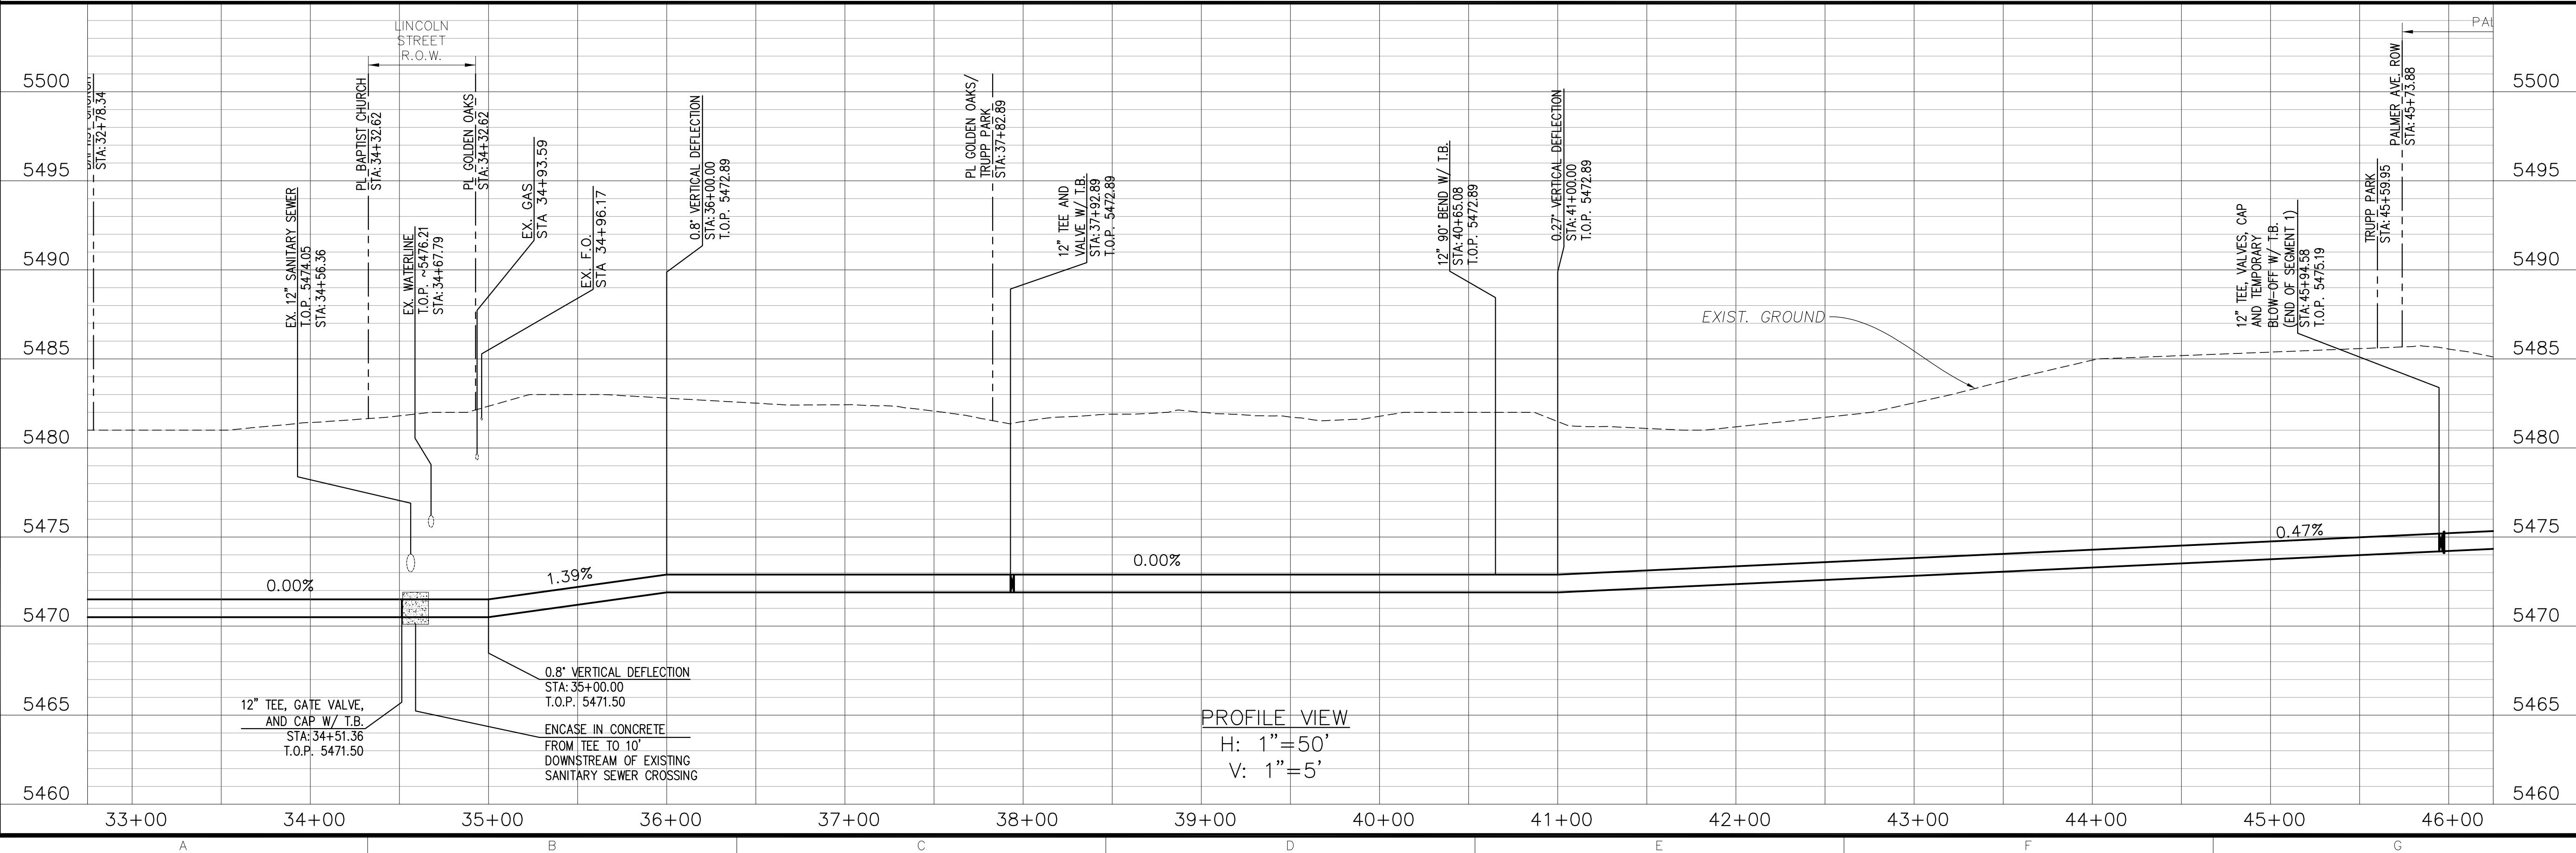 LINCOLN
STREET
R.O.W.
PAL
5500
5495
5490
5485
5480
5475
5470
5465
5460
STA: 32+78.34
EX. 12" SANITARY SEWER
T.O.P. 5474.05
STA: 34+56.36
PL BAPTIST CHURCH
STA: 34+32.62
EX. WATERLINE
T.O.P. ~5476.21
STA: 34+67.79
PL GOLDEN OAKS
STA: 34+32.62
EX. GAS
STA 34+93.59
EX. F.O.
STA 34+96.17
0.8° VERTICAL DEFLECTION
STA: 36+00.00
T.O.P. 5472.89
PL GOLDEN OAKS/
TRUPP PARK
STA: 37+82.89
12" TEE AND
VALVE W/ T.B.
STA: 37+92.89
T.O.P. 5472.89
12" 90° BEND W/ T.B.
STA: 40+65.08
T.O.P. 5472.89
0.27° VERTICAL DEFLECTION
STA: 41+00.00
T.O.P. 5472.89
EXIST. GROUND
12" TEE, VALVES, CAP
AND TEMPORARY
BLOW-OFF W/ T.B.
(END OF SEGMENT 1)
STA: 45+94.58
T.O.P. 5475.19
TRUPP PARK
STA: 45+59.95
PALMER AVE. ROW
STA: 45+73.88
0.00%
1.39%
0.00%
0.47%
12" TEE, GATE VALVE,
AND CAP W/ T.B.
STA: 34+51.36
T.O.P. 5471.50
0.8° VERTICAL DEFLECTION
STA: 35+00.00
T.O.P. 5471.50
ENCASE IN CONCRETE
FROM TEE TO 10'
DOWNSTREAM OF EXISTING
SANITARY SEWER CROSSING
PROFILE VIEW
H: 1"=50'
V: 1"=5'
5500
5495
5490
5485
5480
5475
5470
5465
5460
33+00 34+00 35+00 36+00 37+00 38+00 39+00 40+00 41+00 42+00 43+00 44+00 45+00 46+00
A B C D E F G